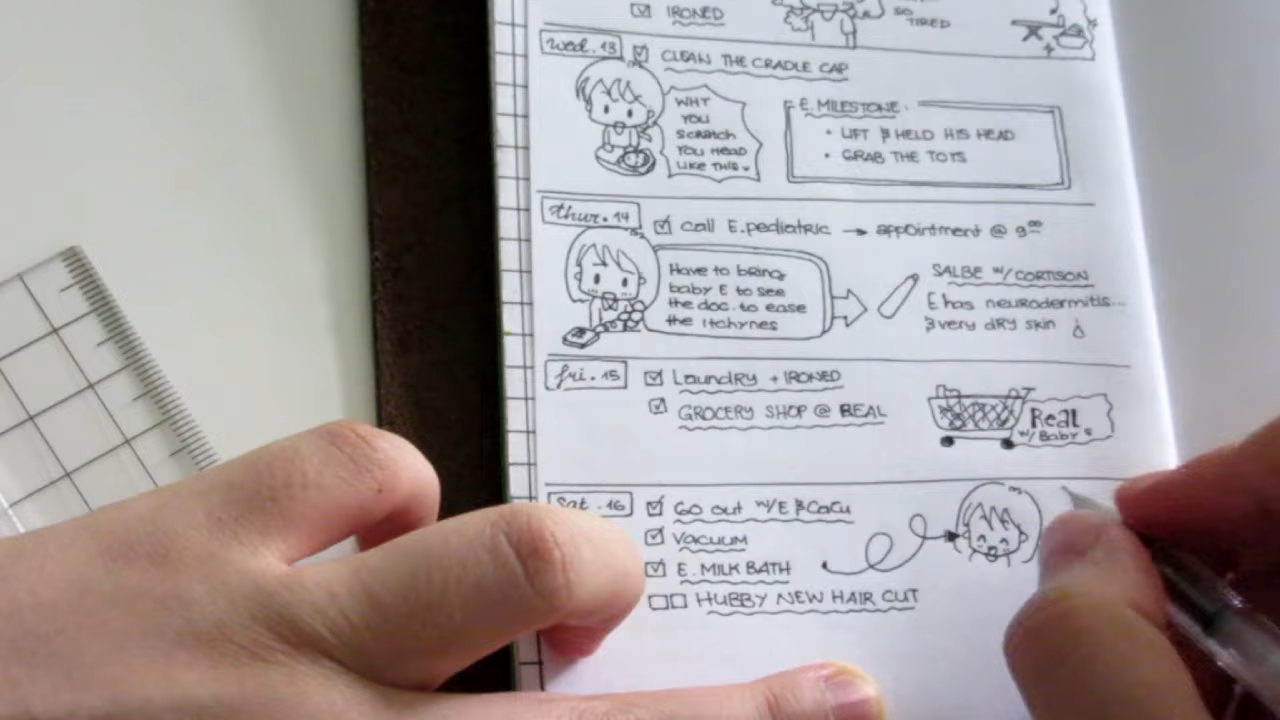 IRONED
SO
TIRED
Wed. 13
CLEAN THE CRADLE CAP
WHY
YOU
SCRATCH
YOU HEAD
LIKE THIS
E. MILESTONE.
• LIFT & HELD HIS HEAD
• GRAB THE TOYS
Thur. 14
call E.pediatric → appointment @ 9⁰⁰
Have to bring
baby E to see
the doc. to ease
the Itchynes
SALBE W/ CORTISON
E has neurodermitis...
& very dRY skin
Fri. 15
LaundRy + IRONED
GROCERY SHOP @ REAL
Real
w/ Baby
Sat. 16
Go out w/E & CaCu
VACUUM
E. MILK BATH
HUBBY NEW HAIR CUT